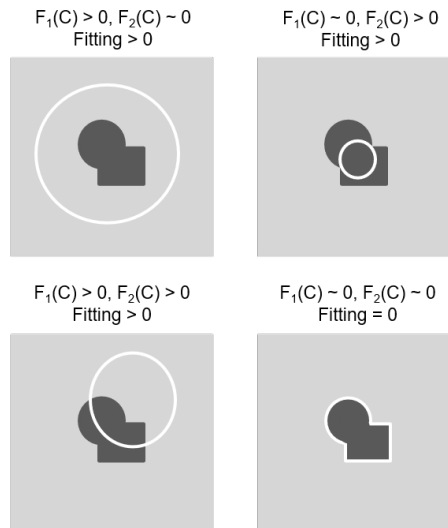 F₁(C) > 0, F₂(C) ~ 0
Fitting > 0
F₁(C) ~ 0, F₂(C) > 0
Fitting > 0
F₁(C) > 0, F₂(C) > 0
Fitting > 0
F₁(C) ~ 0, F₂(C) ~ 0
Fitting = 0